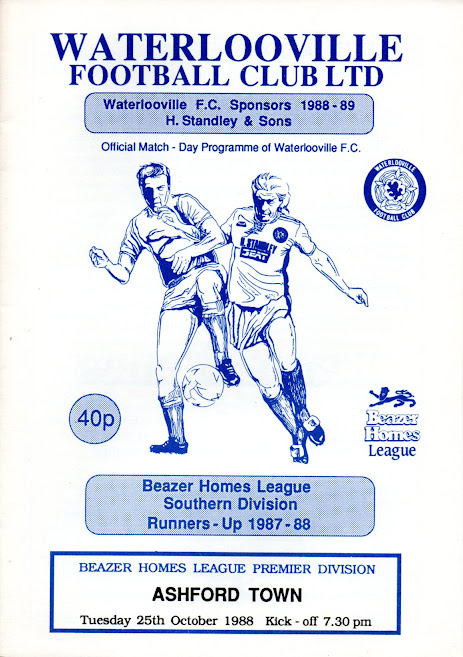 WATERLOOVILLE
FOOTBALL CLUB LTD
Waterlooville F.C. Sponsors 1988-89
H. Standley & Sons
Official Match - Day Programme of Waterlooville F.C.
WATERLOOVILLE
FOOTBALL CLUB
H. STANDLEY
SEAT
40p
Beazer
Homes
League
Beazer Homes League
Southern Division
Runners-Up 1987-88
BEAZER HOMES LEAGUE PREMIER DIVISION
ASHFORD TOWN
Tuesday 25th October 1988 Kick - off 7.30 pm